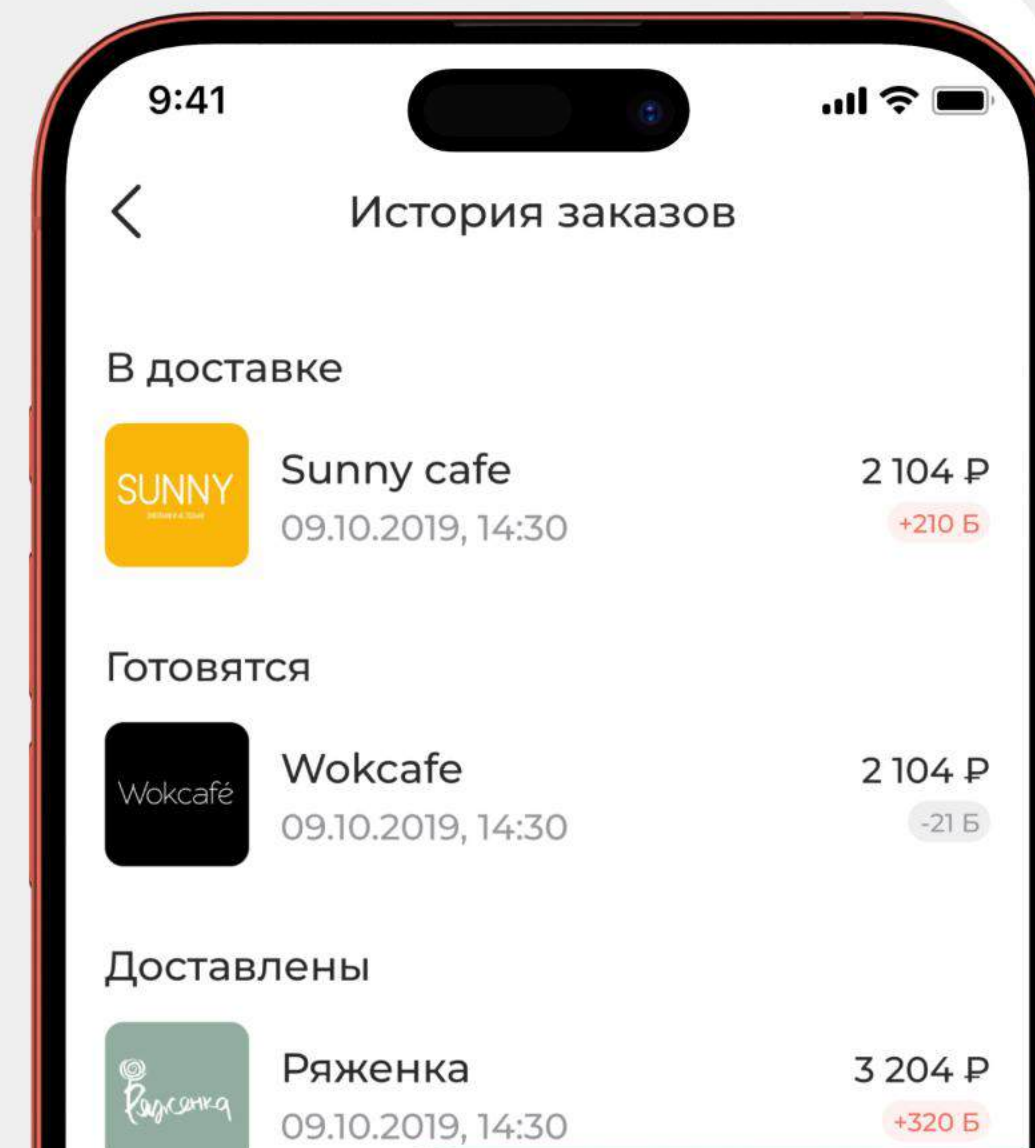 9:41
История заказов
В доставке
SUNNY
Sunny cafe
2 104 ₽
09.10.2019, 14:30
+210 Б
Готовятся
Wokcafé
Wokcafe
2 104 ₽
09.10.2019, 14:30
-21 Б
Доставлены
Ряженка
Ряженка
3 204 ₽
09.10.2019, 14:30
+320 Б